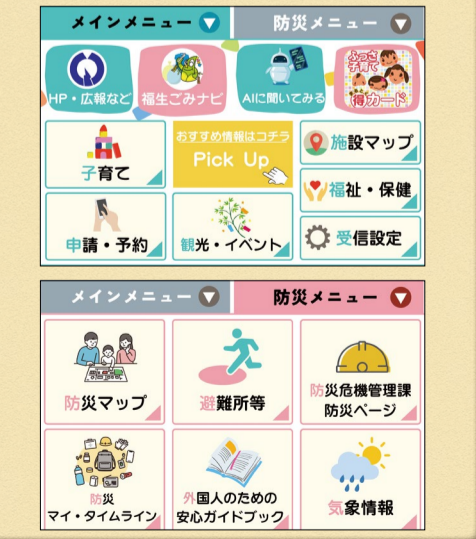 メインメニュー 防災メニュー
HP・広報など 福生ごみナビ AIに聞いてみる ふっさ
子育て
得カード
子育て
おすすめ情報はコチラ
Pick Up
施設マップ
福祉・保健
申請・予約
観光・イベント
受信設定
メインメニュー 防災メニュー
防災マップ
避難所等
防災危機管理課
防災ページ
防災
マイ・タイムライン
外国人のための
安心ガイドブック
気象情報